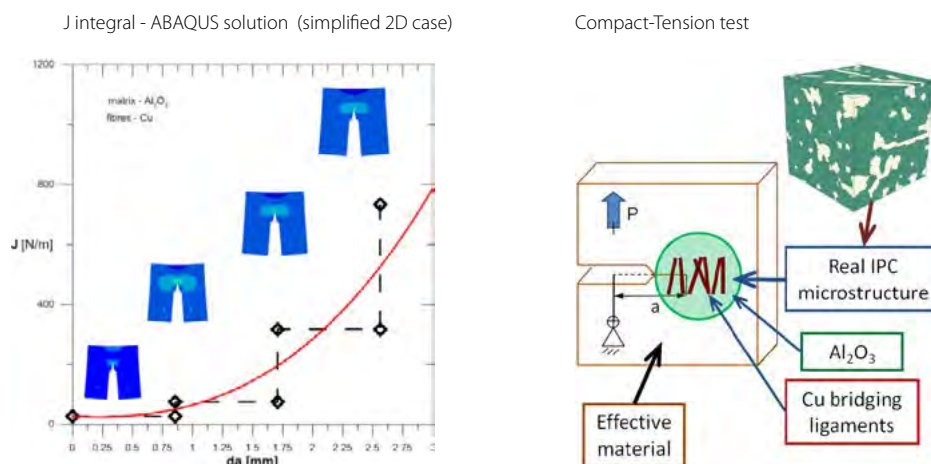 J integral - ABAQUS solution (simplified 2D case)
Compact-Tension test
1200
matrix - Al₂O₃
fibres - Cu
800
J [N/m]
400
0
0 0.25 0.5 0.75 1 1.25 1.5 1.75 2 2.25 2.5 2.75
da [mm]
P
a
Real IPC
microstructure
Al₂O₃
Cu bridging
ligaments
Effective
material